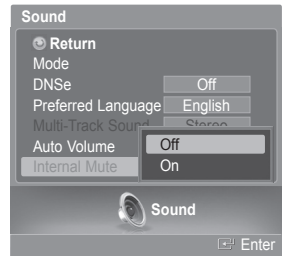 Sound
Return
Mode
DNSe Off
Preferred Language English
Multi-Track Sound Stereo
Auto Volume Off
Internal Mute On
Sound
Enter